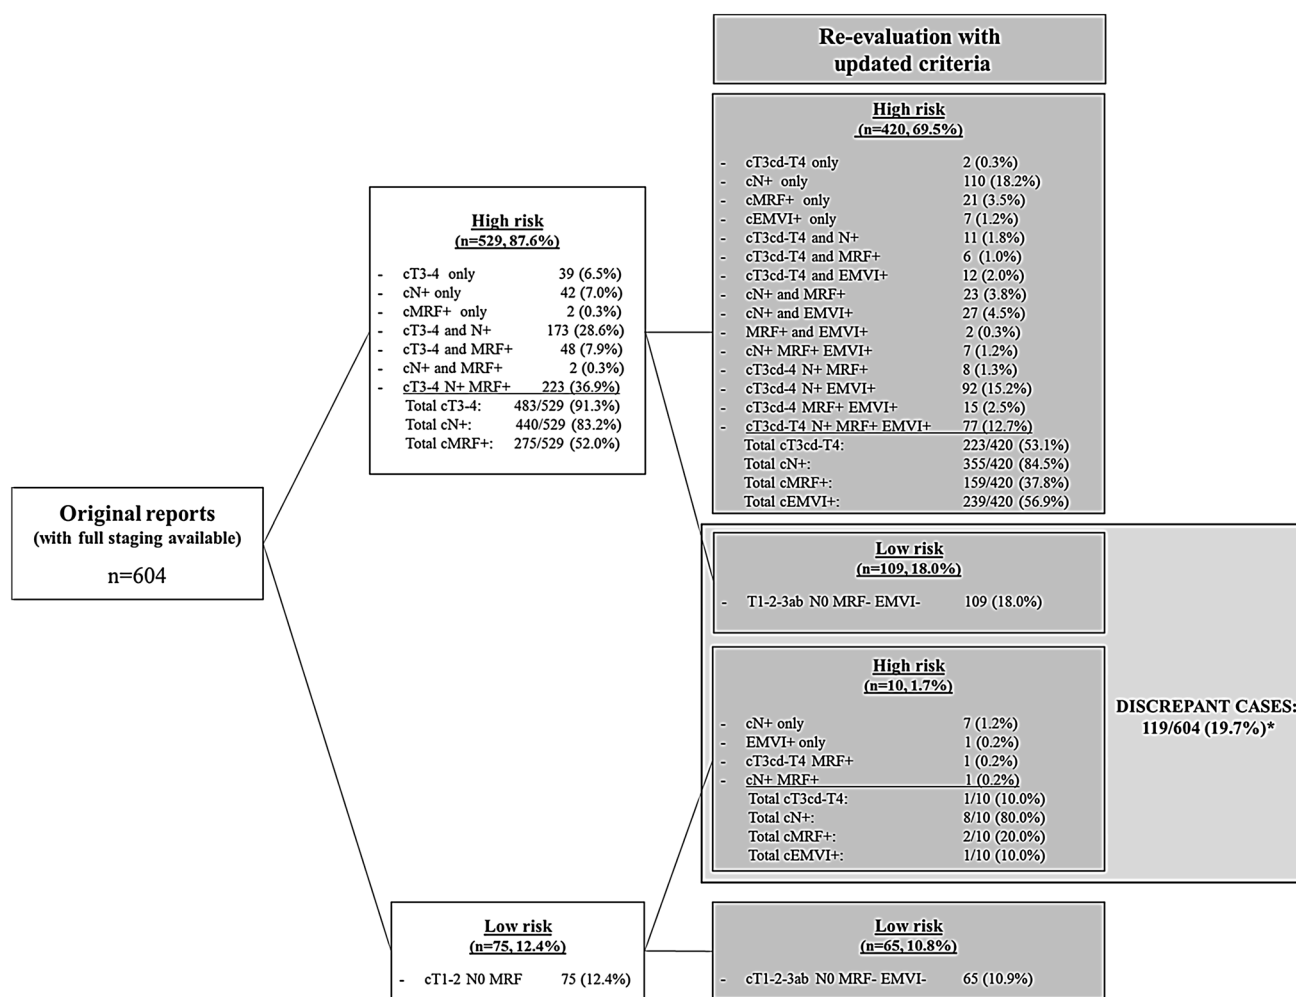 Re-evaluation with
updated criteria
High risk
(n=420, 69.5%)
- cT3cd-T4 only 2 (0.3%)
- cN+ only 110 (18.2%)
- cMRF+ only 21 (3.5%)
- cEMVI+ only 7 (1.2%)
- cT3cd-T4 and N+ 11 (1.8%)
- cT3cd-T4 and MRF+ 6 (1.0%)
- cT3cd-T4 and EMVI+ 12 (2.0%)
- cN+ and MRF+ 23 (3.8%)
- cN+ and EMVI+ 27 (4.5%)
- MRF+ and EMVI+ 2 (0.3%)
- cN+ MRF+ EMVI+ 7 (1.2%)
- cT3cd-4 N+ MRF+ 8 (1.3%)
- cT3cd-4 N+ EMVI+ 92 (15.2%)
- cT3cd-4 MRF+ EMVI+ 15 (2.5%)
- cT3cd-T4 N+ MRF+ EMVI+ 77 (12.7%)
Total cT3cd-T4: 223/420 (53.1%)
Total cN+: 355/420 (84.5%)
Total cMRF+: 159/420 (37.8%)
Total cEMVI+: 239/420 (56.9%)
High risk
(n=529, 87.6%)
- cT3-4 only 39 (6.5%)
- cN+ only 42 (7.0%)
- cMRF+ only 2 (0.3%)
- cT3-4 and N+ 173 (28.6%)
- cT3-4 and MRF+ 48 (7.9%)
- cN+ and MRF+ 2 (0.3%)
- cT3-4 N+ MRF+ 223 (36.9%)
Total cT3-4: 483/529 (91.3%)
Total cN+: 440/529 (83.2%)
Total cMRF+: 275/529 (52.0%)
Original reports
(with full staging available)
n=604
Low risk
(n=109, 18.0%)
- T1-2-3ab N0 MRF- EMVI- 109 (18.0%)
High risk
(n=10, 1.7%)
- cN+ only 7 (1.2%)
- EMVI+ only 1 (0.2%)
- cT3cd-T4 MRF+ 1 (0.2%)
- cN+ MRF+ 1 (0.2%)
Total cT3cd-T4: 1/10 (10.0%)
Total cN+: 8/10 (80.0%)
Total cMRF+: 2/10 (20.0%)
Total cEMVI+: 1/10 (10.0%)
DISCREPANT CASES:
119/604 (19.7%)*
Low risk
(n=75, 12.4%)
- cT1-2 N0 MRF 75 (12.4%)
Low risk
(n=65, 10.8%)
- cT1-2-3ab N0 MRF- EMVI- 65 (10.9%)